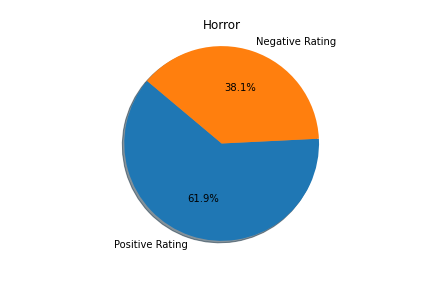 Horror
Negative Rating
38.1%
61.9%
Positive Rating